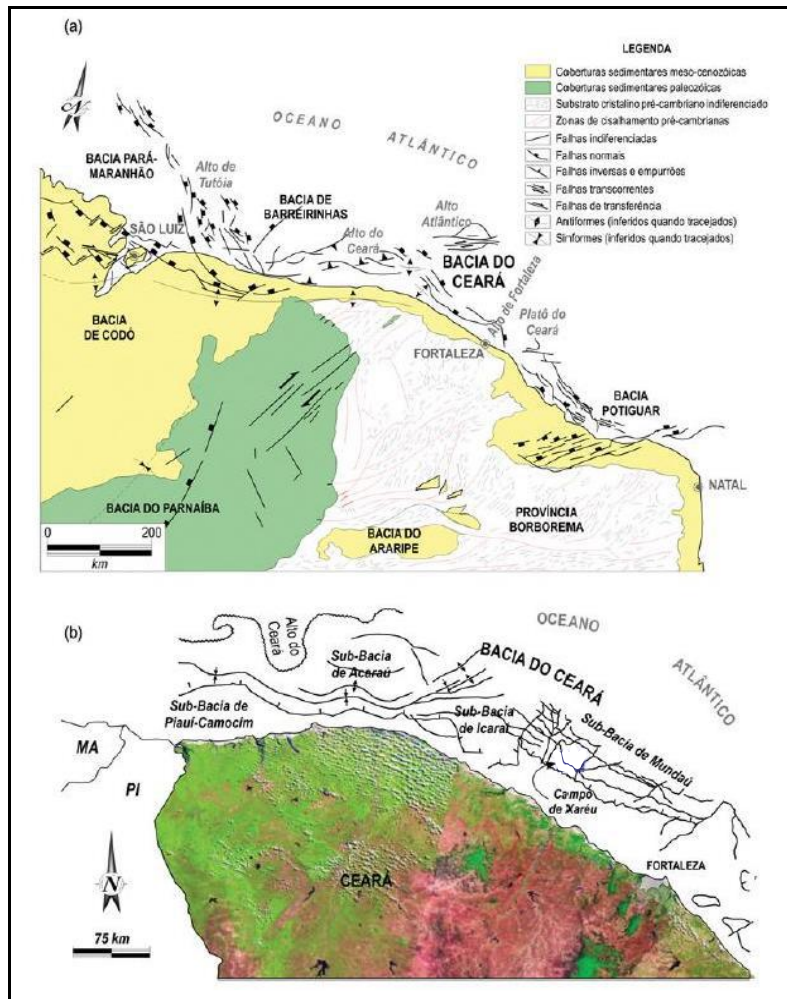 (a)
LEGENDA
Coberturas sedimentares meso-cenozóicas
Coberturas sedimentares paleozóicas
Substrato cristalino pré-cambriano indiferenciado
Zonas de cisalhamento pré-cambrianas
Falhas indiferenciadas
Falhas normais
Falhas inversas e empurrões
Falhas transcorrentes
Falhas de transferência
Antiformes (inferidos quando tracejados)
Sinformes (inferidos quando tracejados)
N
OCEANO
ATLÂNTICO
BACIA PARÁ-
MARANHÃO
Alto de
Tutóia
BACIA DE
BARREIRINHAS
Alto do
Ceará
Alto
Atlântico
BACIA DO
CEARÁ
SÃO LUIZ
Alto de Fortaleza
Platô do
Ceará
BACIA
DE CODÓ
FORTALEZA
BACIA
POTIGUAR
NATAL
BACIA DO PARNAÍBA
PROVÍNCIA
BORBOREMA
BACIA DO
ARARIPE
0
200
km
(b)
OCEANO
ATLÂNTICO
Alto do
Ceará
Sub-Bacia
de Acaraú
BACIA DO CEARÁ
Sub-Bacia de
Piauí-Camocím
Sub-Bacia
de Icaraí
Sub-Bacia de Mundaú
MA
PI
Campo
de Xaréu
FORTALEZA
CEARÁ
N
75 km